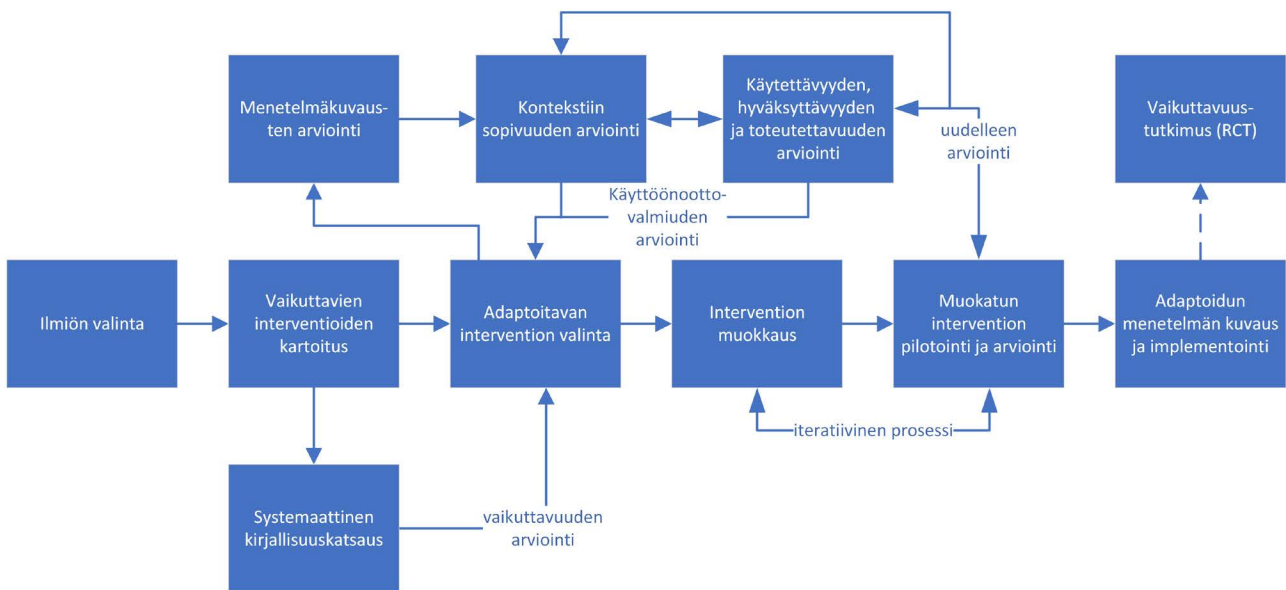 Menetelmäkuvaus-
ten arviointi
Kontekstiin
sopivuuden arviointi
Käytettävyyden,
hyväksyttävyyden
ja toteutettavuuden
arviointi
uudelleen
arviointi
Vaikuttavuus-
tutkimus (RCT)
Käyttöönootto-
valmiuden
arviointi
Ilmiön valinta
Vaikuttavien
interventioiden
kartoitus
Adaptoitavan
intervention valinta
Intervention
muokkaus
Muokatun
intervention
pilotointi ja arviointi
Adaptoidun
menetelmän kuvaus
ja implementointi
iteratiivinen prosessi
Systemaattinen
kirjallisuuskatsaus
vaikuttavuuden
arviointi